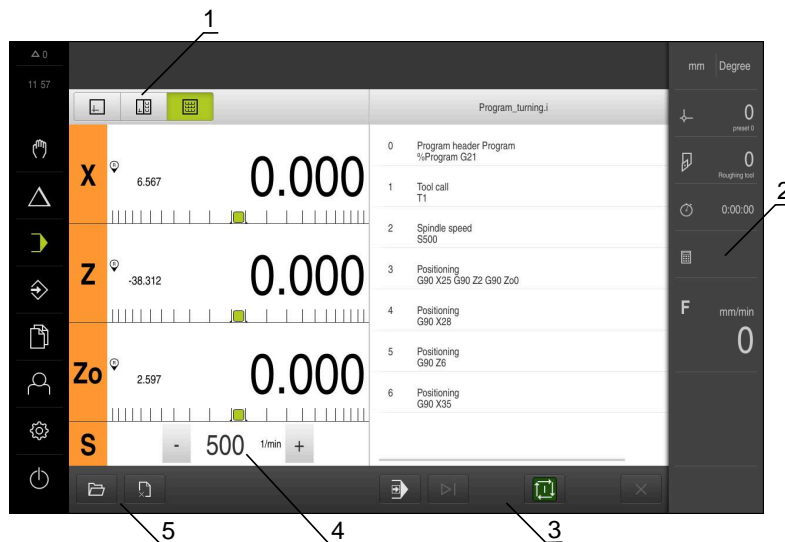 1
0
11 57
mm Degree
Program_turning.i
0
preset 0
X
R
6.567
0.000
0 Program header Program
%Program G21
1 Tool call
T1
0
Roughing tool
2
0:00:00
2 Spindle speed
S500
Z
R
-38.312
0.000
3 Positioning
G90 X25 G90 Z2 G90 Zo0
4 Positioning
G90 X28
F mm/min
0
Zo
R
2.597
0.000
5 Positioning
G90 Z6
6 Positioning
G90 X35
S
- 500 1/min +
5
4
3